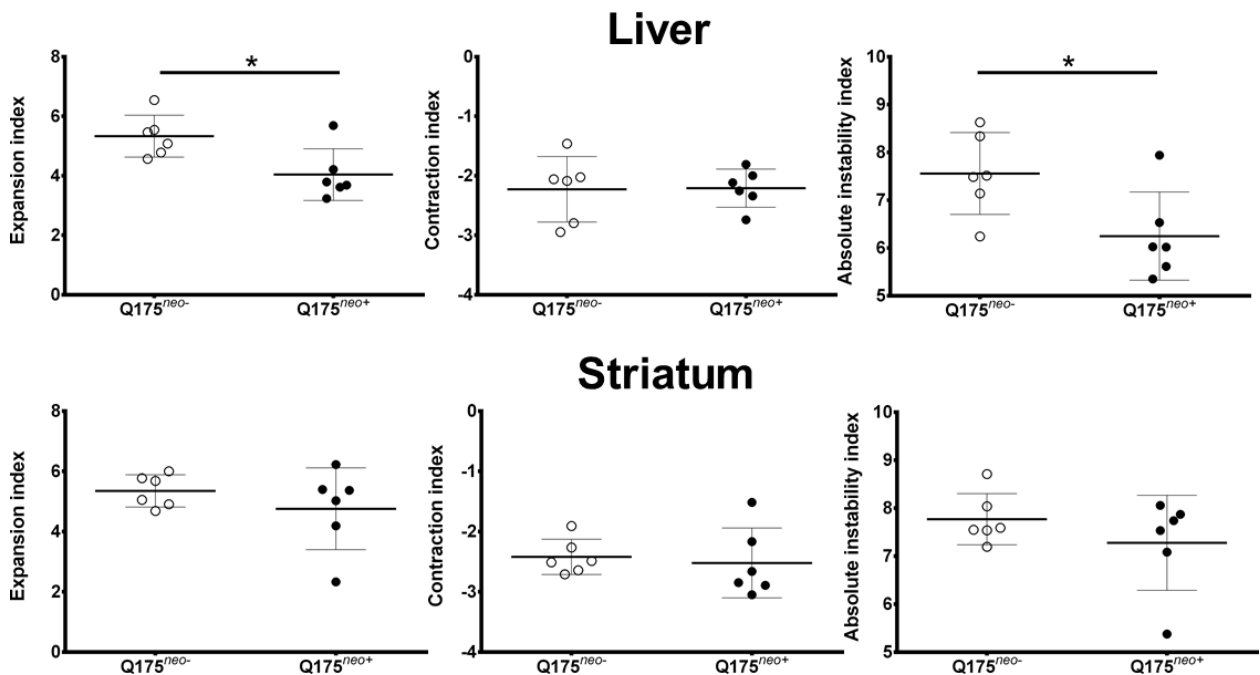 Liver
Expansion index
8
6
4
2
0
*
Q175neo-
Q175neo+
Contraction index
0
-1
-2
-3
-4
Q175neo-
Q175neo+
Absolute instability index
10
9
8
7
6
5
*
Q175neo-
Q175neo+
Striatum
Expansion index
8
6
4
2
0
Q175neo-
Q175neo+
Contraction index
0
-1
-2
-3
-4
Q175neo-
Q175neo+
Absolute instability index
10
9
8
7
6
5
Q175neo-
Q175neo+